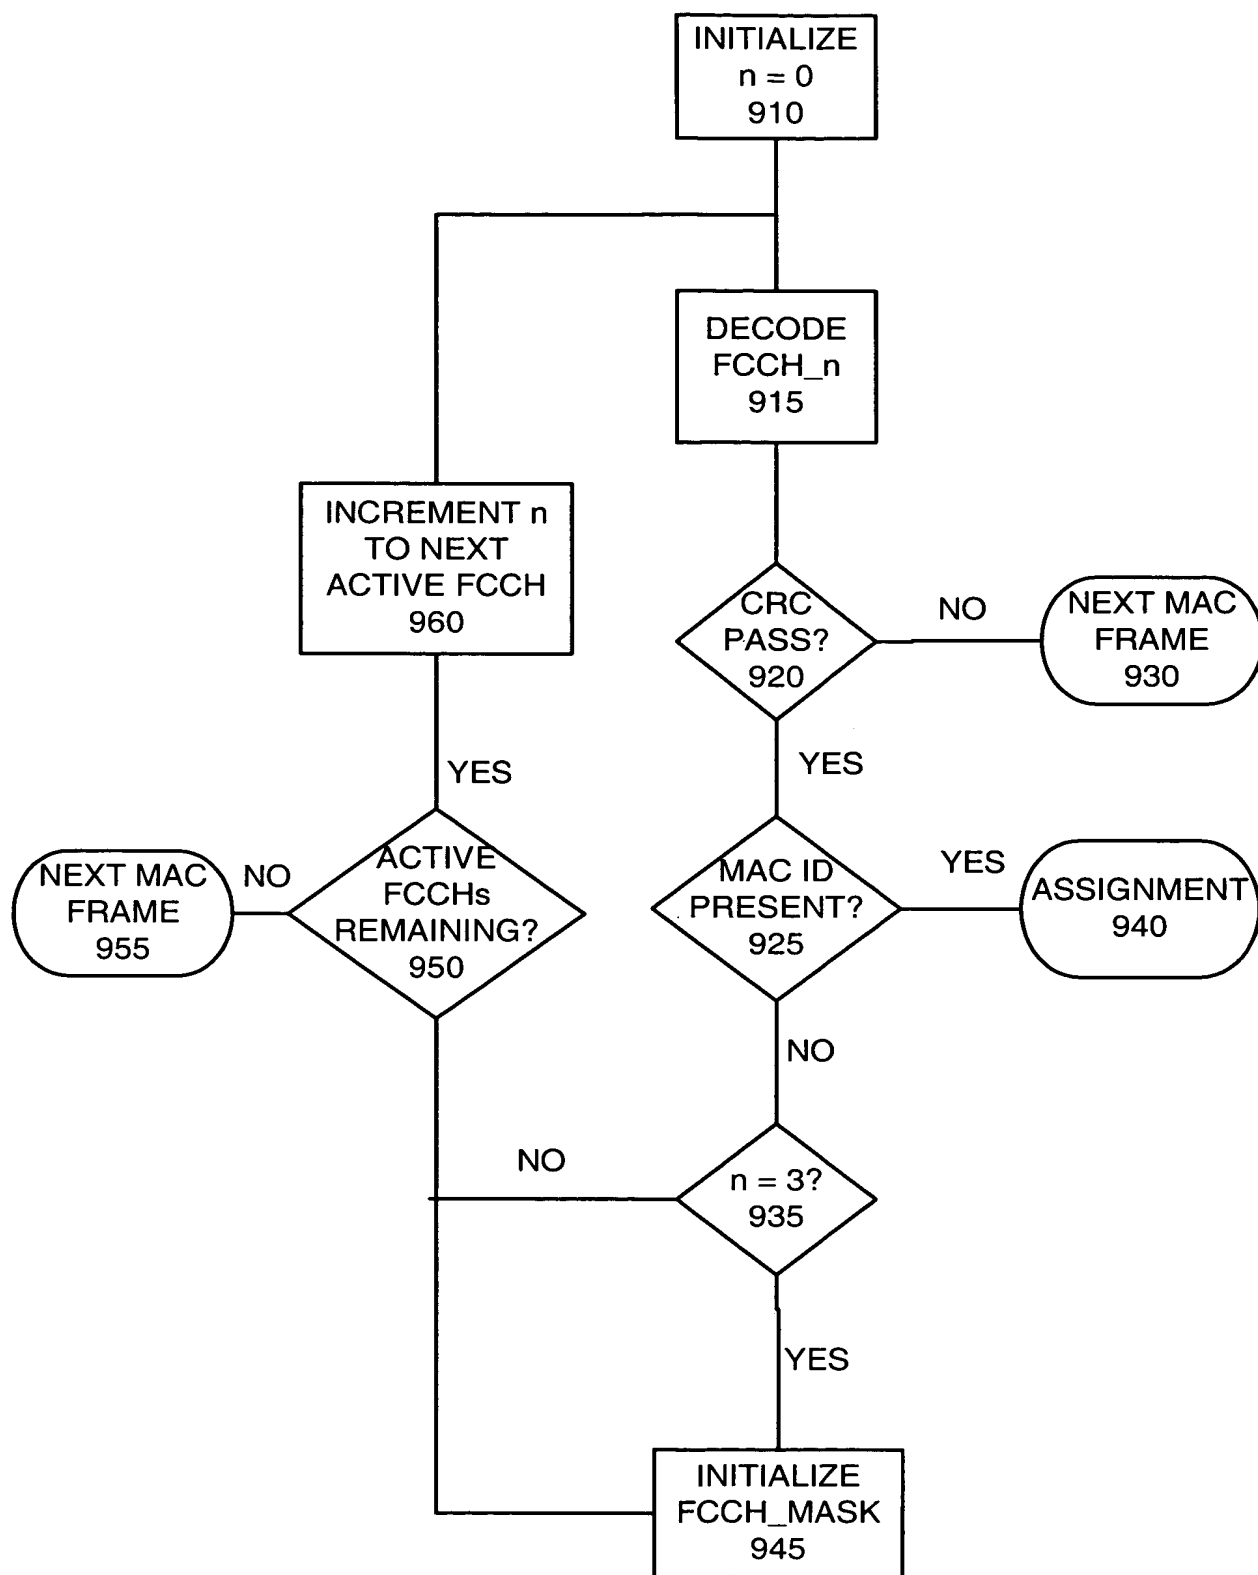 INITIALIZE
n = 0
910
DECODE
FCCH_n
915
INCREMENT n
TO NEXT
ACTIVE FCCH
960
CRC
PASS?
920
NO
NEXT MAC
FRAME
930
YES
YES
NEXT MAC
FRAME
955
NO
ACTIVE
FCCHs
REMAINING?
950
MAC ID
PRESENT?
925
YES
ASSIGNMENT
940
NO
NO
n = 3?
935
YES
INITIALIZE
FCCH_MASK
945